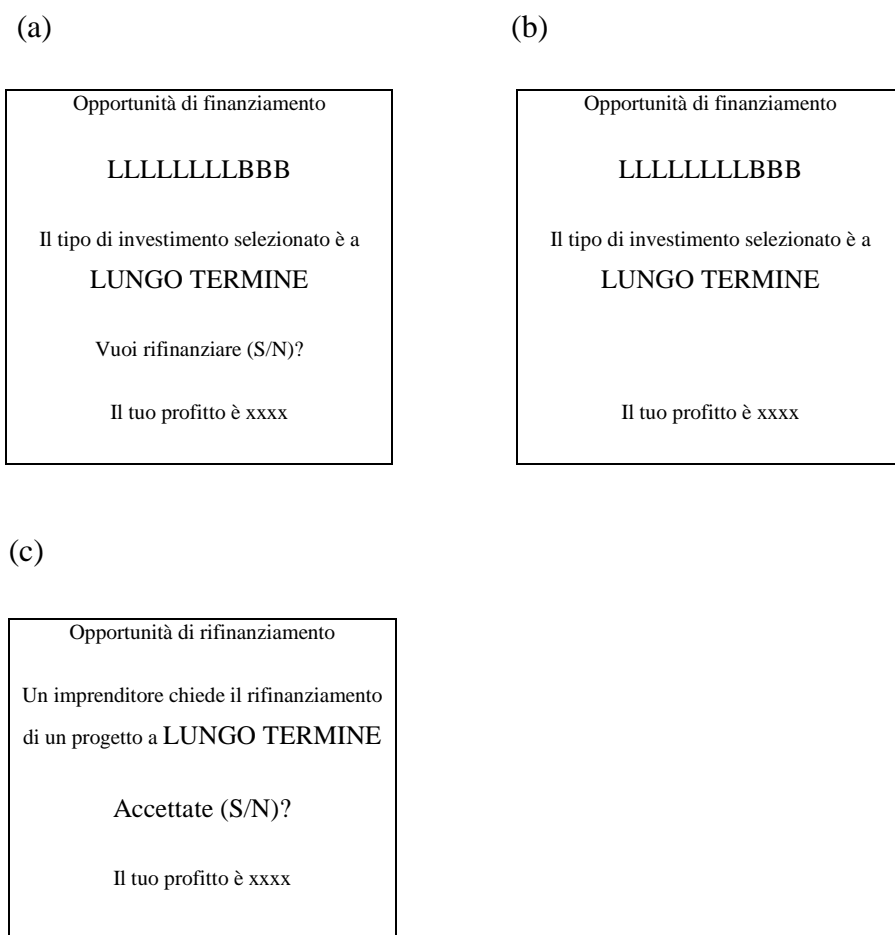 (a)
Opportunità di finanziamento
LLLLLLLLBBB
Il tipo di investimento selezionato è a
LUNGO TERMINE
Vuoi rifinanziare (S/N)?
Il tuo profitto è xxxx
(b)
Opportunità di finanziamento
LLLLLLLLBBB
Il tipo di investimento selezionato è a
LUNGO TERMINE
Il tuo profitto è xxxx
(c)
Opportunità di rifinanziamento
Un imprenditore chiede il rifinanziamento
di un progetto a LUNGO TERMINE
Accettate (S/N)?
Il tuo profitto è xxxx